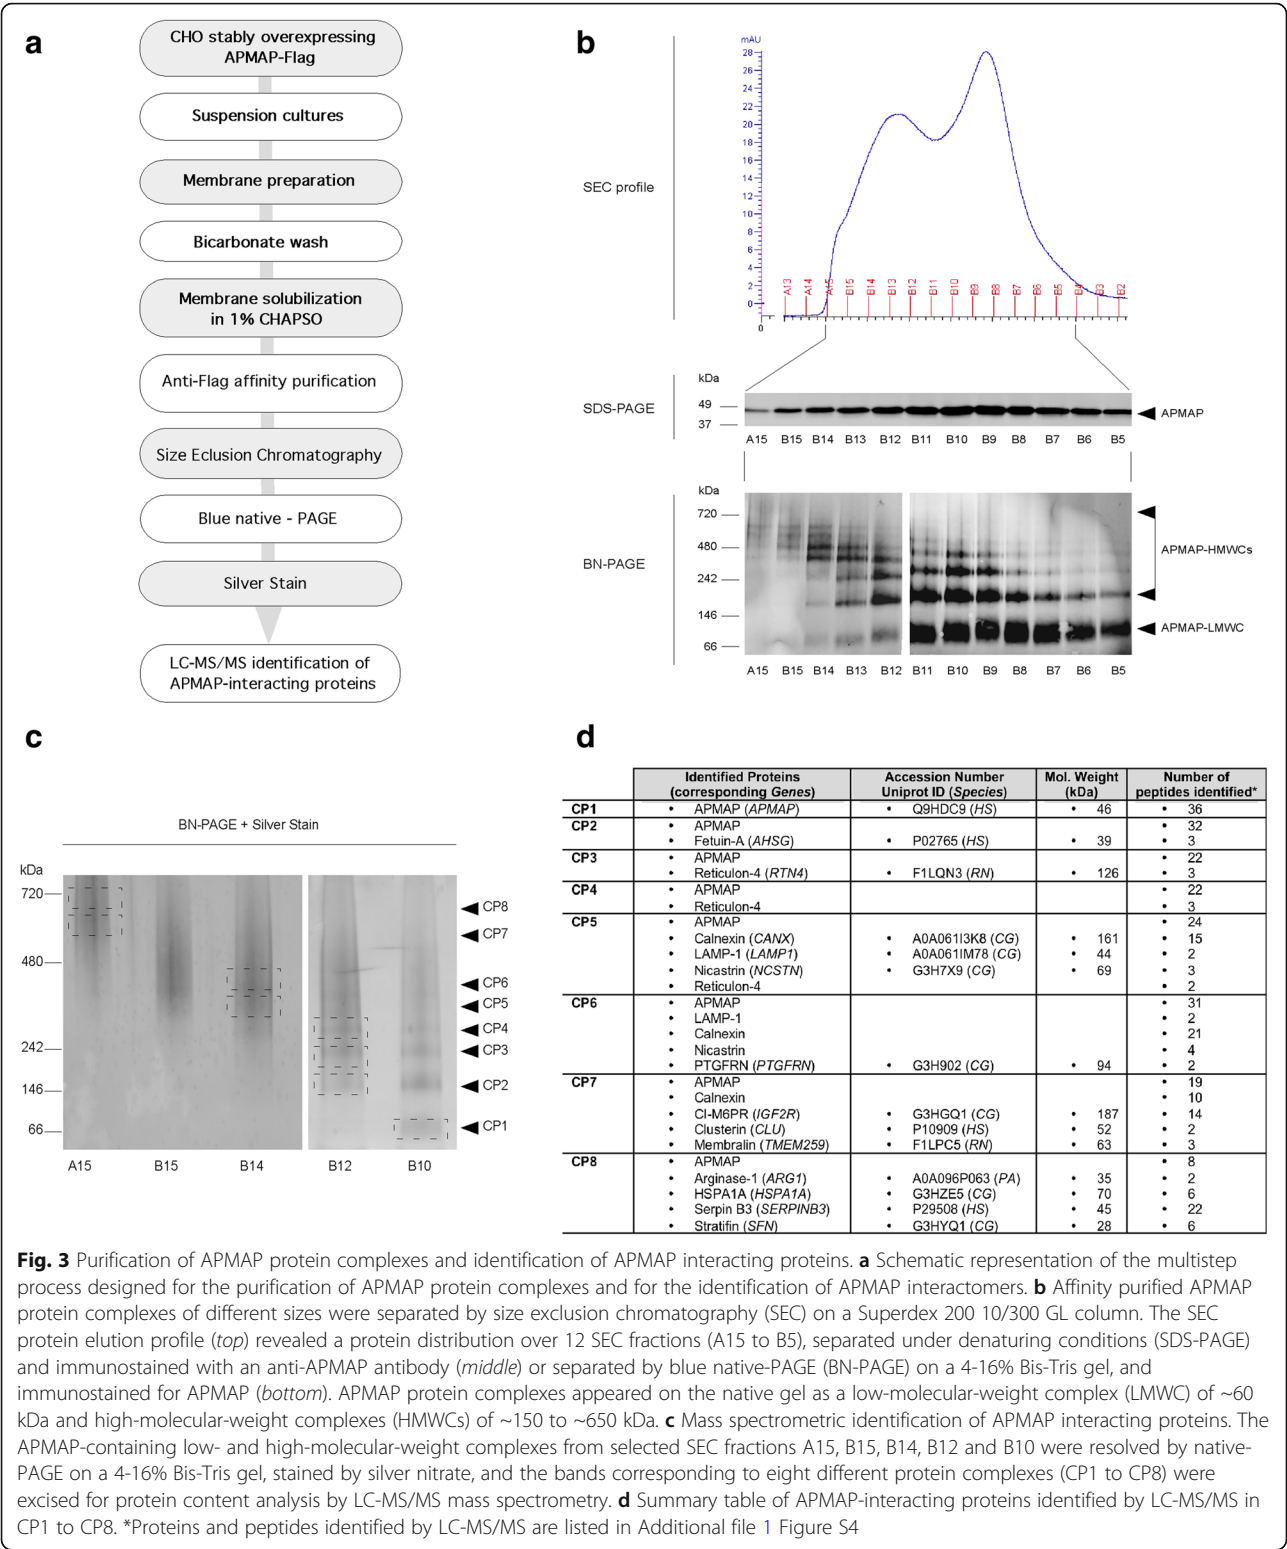 a
CHO stably overexpressing
APMAP-Flag
Suspension cultures
Membrane preparation
Bicarbonate wash
Membrane solubilization
in 1% CHAPSO
Anti-Flag affinity purification
Size Eclusion Chromatography
Blue native - PAGE
Silver Stain
LC-MS/MS identification of
APMAP-interacting proteins
b
mAU
28
26
24
22
20
18
16
14
12
10
8
6
4
2
0
0
A13 A14 A15 B15 B14 B13 B12 B11 B10 B9 B8 B7 B6 B5 B4 B3 B2
SEC profile
kDa
SDS-PAGE
49
37
APMAP
A15 B15 B14 B13 B12 B11 B10 B9 B8 B7 B6 B5
kDa
BN-PAGE
720
480
242
146
66
APMAP-HMWCs
APMAP-LMWC
A15 B15 B14 B13 B12 B11 B10 B9 B8 B7 B6 B5
c
BN-PAGE + Silver Stain
kDa
720
480
242
146
66
CP8
CP7
CP6
CP5
CP4
CP3
CP2
CP1
A15 B15 B14 B12 B10
d
Identified Proteins (corresponding Genes) Accession Number Uniprot ID (Species) Mol. Weight (kDa) Number of peptides identified*
CP1 • APMAP (APMAP) • Q9HDC9 (HS) • 46 • 36
CP2 • APMAP • 32
• Fetuin-A (AHSG) • P02765 (HS) • 39 • 3
CP3 • APMAP • 22
• Reticulon-4 (RTN4) • F1LQN3 (RN) • 126 • 3
CP4 • APMAP • 22
• Reticulon-4 • 3
CP5 • APMAP • 24
• Calnexin (CANX) • A0A061I3K8 (CG) • 161 • 15
• LAMP-1 (LAMP1) • A0A061IM78 (CG) • 44 • 2
• Nicastrin (NCSTN) • G3H7X9 (CG) • 69 • 3
• Reticulon-4 • 2
CP6 • APMAP • 31
• LAMP-1 • 2
• Calnexin • 21
• Nicastrin • 4
• PTGFRN (PTGFRN) • G3H902 (CG) • 94 • 2
CP7 • APMAP • 19
• Calnexin • 10
• CI-M6PR (IGF2R) • G3HGQ1 (CG) • 187 • 14
• Clusterin (CLU) • P10909 (HS) • 52 • 2
• Membralin (TMEM259) • F1LPC5 (RN) • 63 • 3
CP8 • APMAP • 8
• Arginase-1 (ARG1) • A0A096P063 (PA) • 35 • 2
• HSPA1A (HSPA1A) • G3HZE5 (CG) • 70 • 6
• Serpin B3 (SERPINB3) • P29508 (HS) • 45 • 22
• Stratifin (SFN) • G3HYQ1 (CG) • 28 • 6
Fig. 3 Purification of APMAP protein complexes and identification of APMAP interacting proteins. a Schematic representation of the multistep
process designed for the purification of APMAP protein complexes and for the identification of APMAP interactomers. b Affinity purified APMAP
protein complexes of different sizes were separated by size exclusion chromatography (SEC) on a Superdex 200 10/300 GL column. The SEC
protein elution profile (top) revealed a protein distribution over 12 SEC fractions (A15 to B5), separated under denaturing conditions (SDS-PAGE)
and immunostained with an anti-APMAP antibody (middle) or separated by blue native-PAGE (BN-PAGE) on a 4-16% Bis-Tris gel, and
immunostained for APMAP (bottom). APMAP protein complexes appeared on the native gel as a low-molecular-weight complex (LMWC) of ~60
kDa and high-molecular-weight complexes (HMWCs) of ~150 to ~650 kDa. c Mass spectrometric identification of APMAP interacting proteins. The
APMAP-containing low- and high-molecular-weight complexes from selected SEC fractions A15, B15, B14, B12 and B10 were resolved by native-
PAGE on a 4-16% Bis-Tris gel, stained by silver nitrate, and the bands corresponding to eight different protein complexes (CP1 to CP8) were
excised for protein content analysis by LC-MS/MS mass spectrometry. d Summary table of APMAP-interacting proteins identified by LC-MS/MS in
CP1 to CP8. *Proteins and peptides identified by LC-MS/MS are listed in Additional file 1 Figure S4